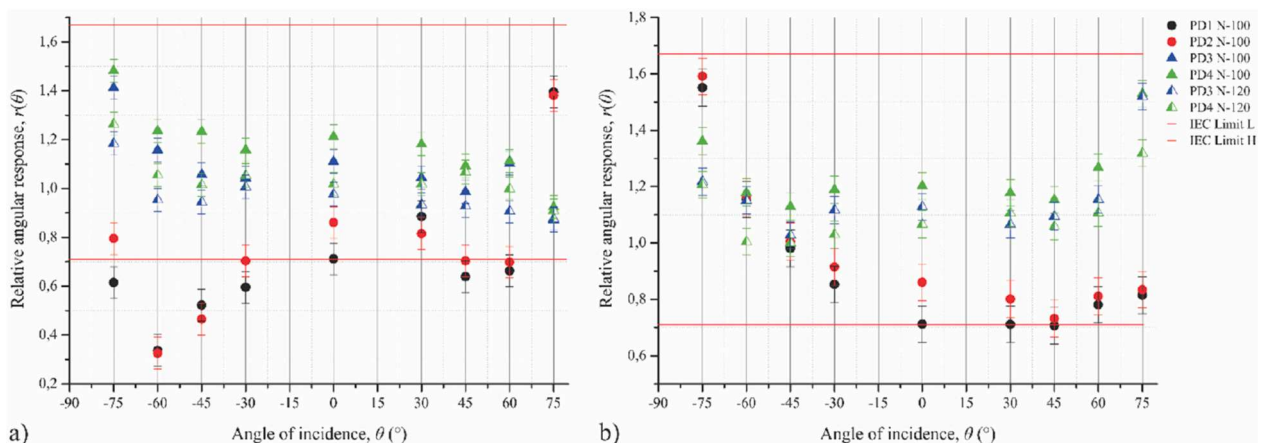 1,6
1,4
1,2
1,0
0,8
0,6
0,4
0,2
Relative angular response, r(θ)
-90 -75 -60 -45 -30 -15 0 15 30 45 60 75
Angle of incidence, θ (°)
a)
1,8
1,6
1,4
1,2
1,0
0,8
0,6
Relative angular response, r(θ)
-90 -75 -60 -45 -30 -15 0 15 30 45 60 75
Angle of incidence, θ (°)
b)
PD1 N-100
PD2 N-100
PD3 N-100
PD4 N-100
PD3 N-120
PD4 N-120
IEC Limit L
IEC Limit H